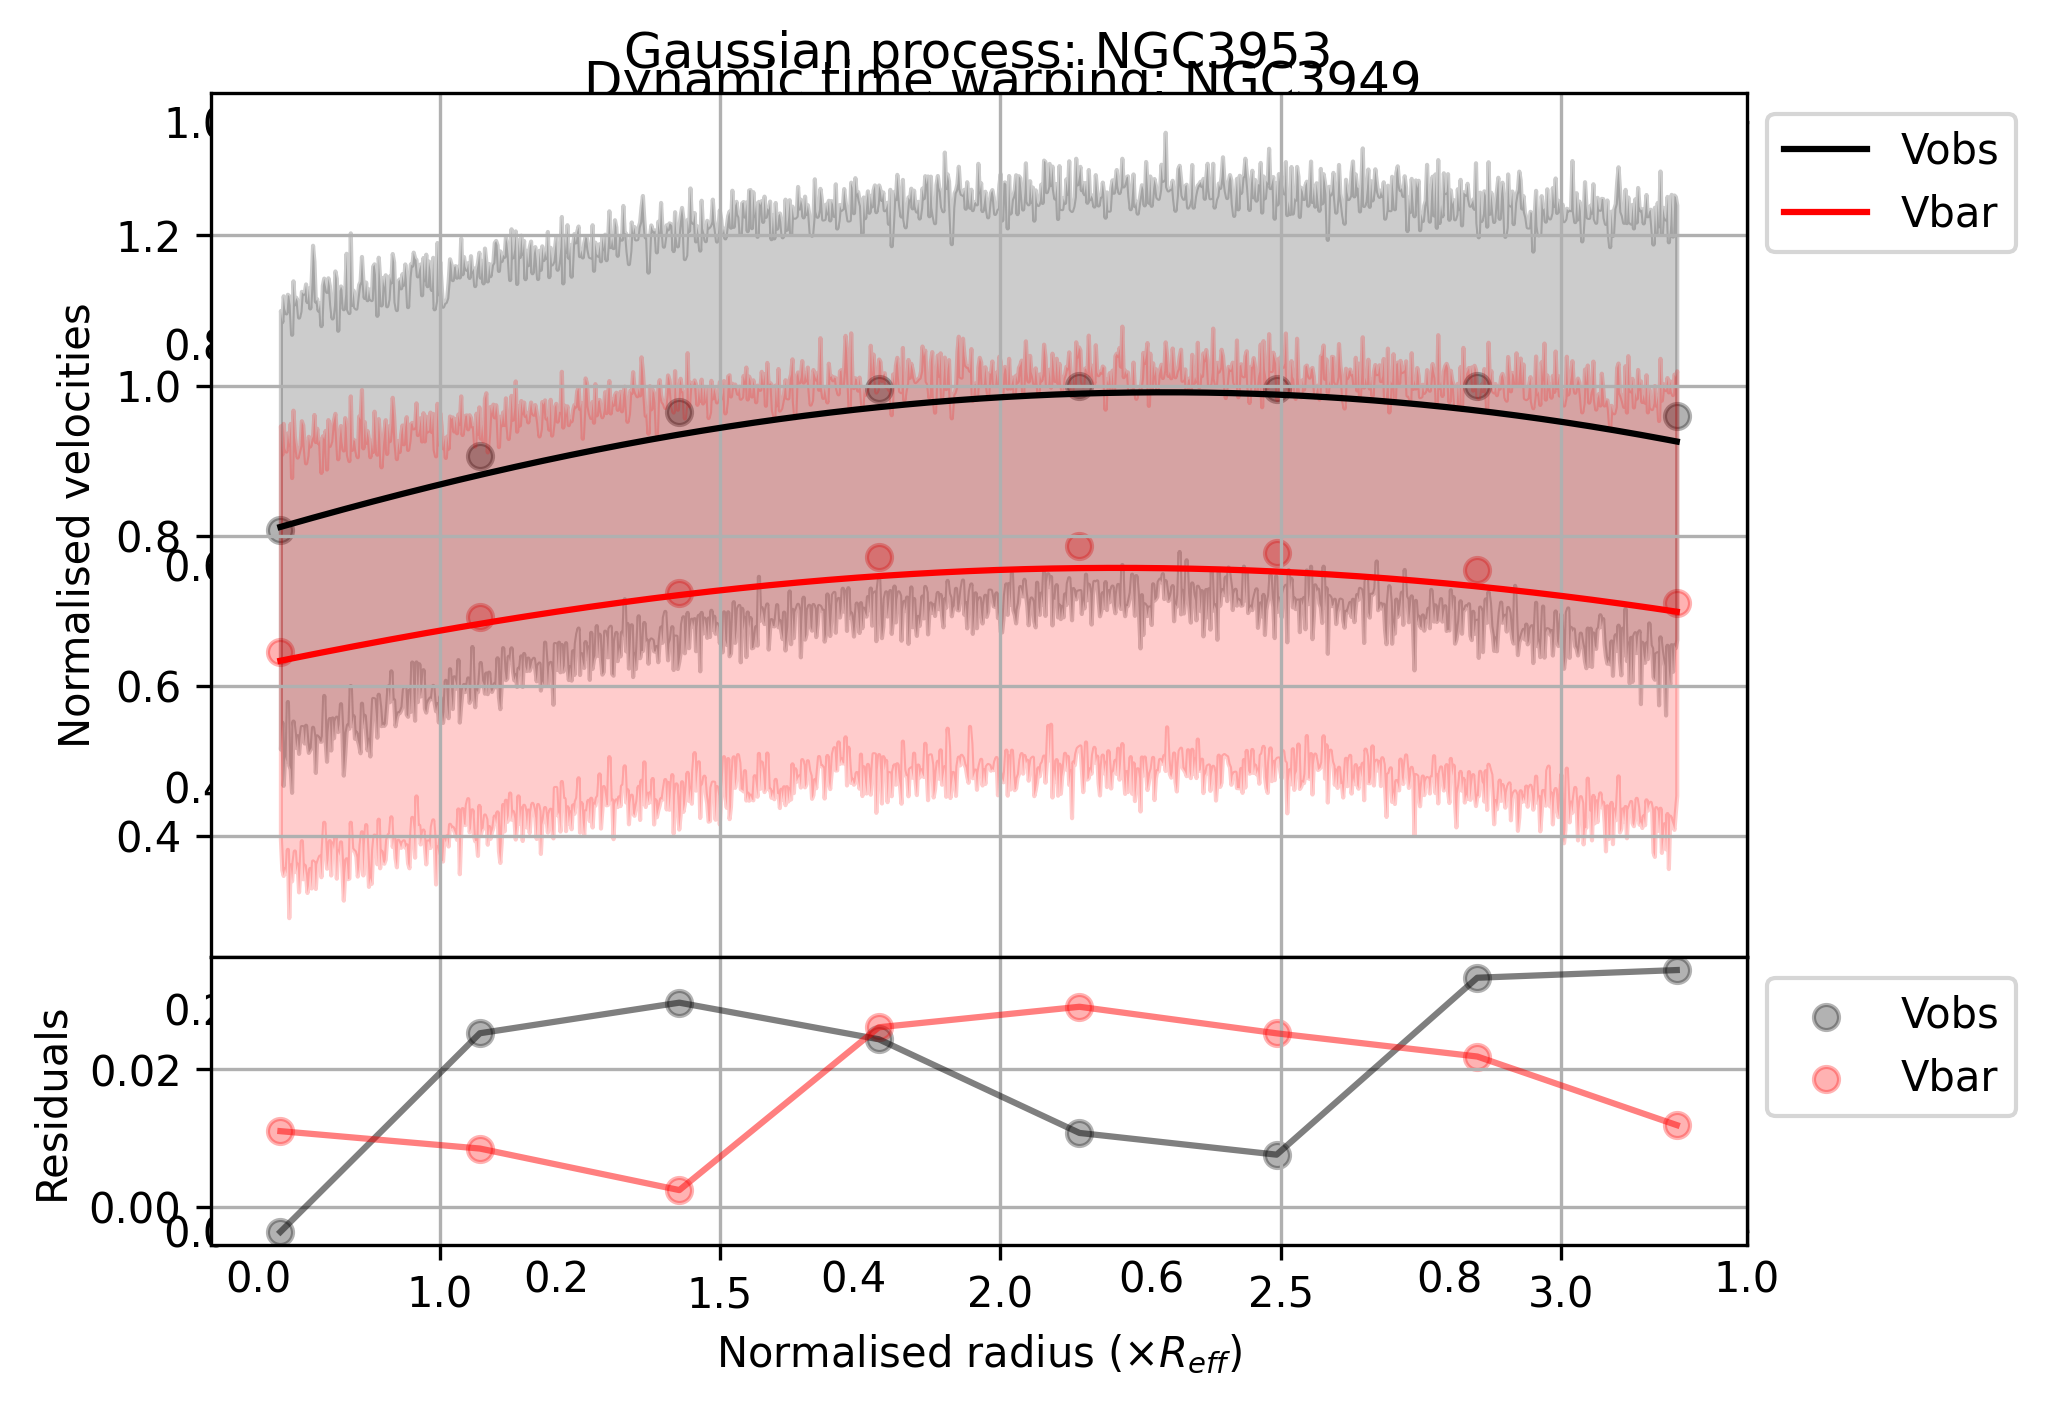 Gaussian process: NGC3953
Dynamic time warping: NGC3949
Normalised velocities
1.2
1.0
0.8
0.6
0.4
Vobs
Vbar
Residuals
0.02
0.00
Vobs
Vbar
0.0 0.2 0.4 0.6 0.8 1.0
1.0 1.5 2.0 2.5 3.0
Normalised radius (×R_eff)